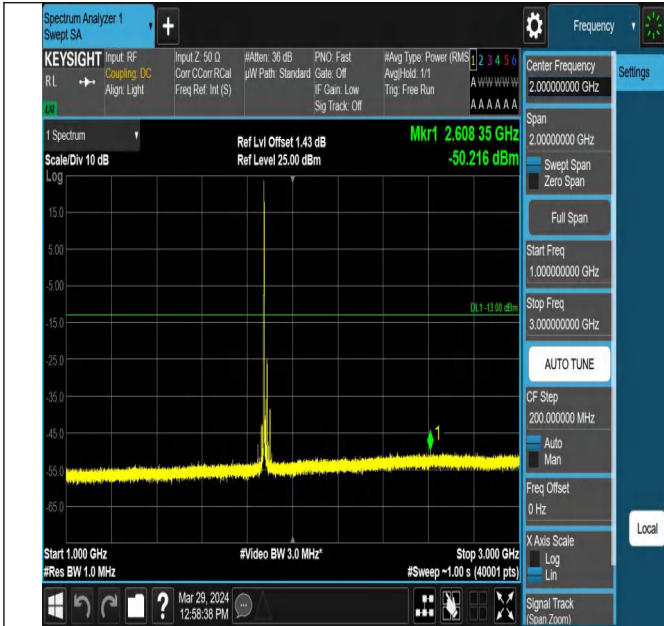 Spectrum Analyzer 1
Swept SA
Frequency
KEYSIGHT
RL
LXI
Input: RF
Coupling: DC
Align: Light
Input Z: 50 Ω
Corr CCorr RCal
Freq Ref: Int (S)
#Atten: 36 dB
µW Path: Standard
PNO: Fast
Gate: Off
IF Gain: Low
Sig Track: Off
#Avg Type: Power (RMS
Avg|Hold: 1/1
Trig: Free Run
1 2 3 4 5 6
A W W W W W
A A A A A A
1 Spectrum
Scale/Div 10 dB
Log
Ref Lvl Offset 1.43 dB
Ref Level 25.00 dBm
Mkr1 2.608 35 GHz
-50.216 dBm
15.0
5.00
-5.00
DL1 -13.00 dBm
-15.0
-25.0
-35.0
-45.0
1
-55.0
-65.0
Start 1.000 GHz
#Res BW 1.0 MHz
#Video BW 3.0 MHz*
Stop 3.000 GHz
#Sweep ~1.00 s (40001 pts)
Mar 29, 2024
12:58:38 PM
Center Frequency
2.000000000 GHz
Settings
Span
2.00000000 GHz
Swept Span
Zero Span
Full Span
Start Freq
1.000000000 GHz
Stop Freq
3.000000000 GHz
AUTO TUNE
CF Step
200.000000 MHz
Auto
Man
Freq Offset
0 Hz
Local
X Axis Scale
Log
Lin
Signal Track
(Span Zoom)